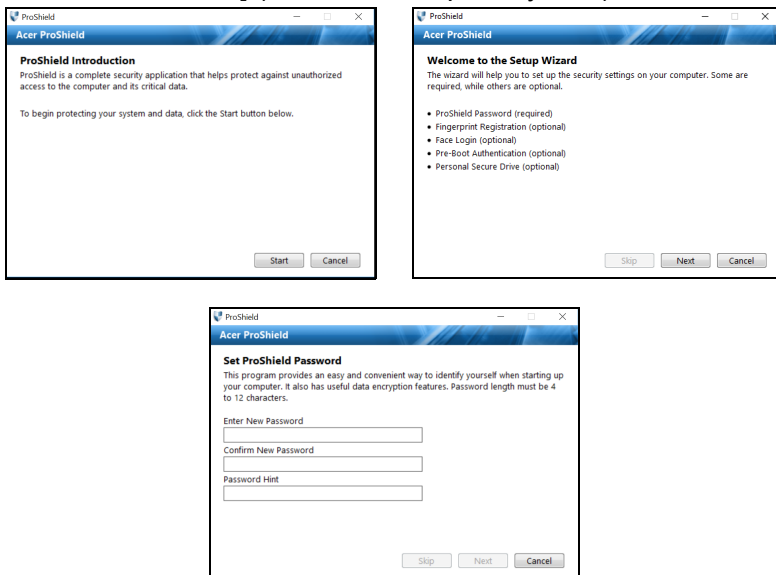 ProShield
Acer ProShield
ProShield Introduction
ProShield is a complete security application that helps protect against unauthorized
access to the computer and its critical data.
To begin protecting your system and data, click the Start button below.
Start Cancel
ProShield
Acer ProShield
Welcome to the Setup Wizard
The wizard will help you to set up the security settings on your computer. Some are
required, while others are optional.
• ProShield Password (required)
• Fingerprint Registration (optional)
• Face Login (optional)
• Pre-Boot Authentication (optional)
• Personal Secure Drive (optional)
Skip Next Cancel
ProShield
Acer ProShield
Set ProShield Password
This program provides an easy and convenient way to identify yourself when starting up
your computer. It also has useful data encryption features. Password length must be 4
to 12 characters.
Enter New Password
Confirm New Password
Password Hint
Skip Next Cancel